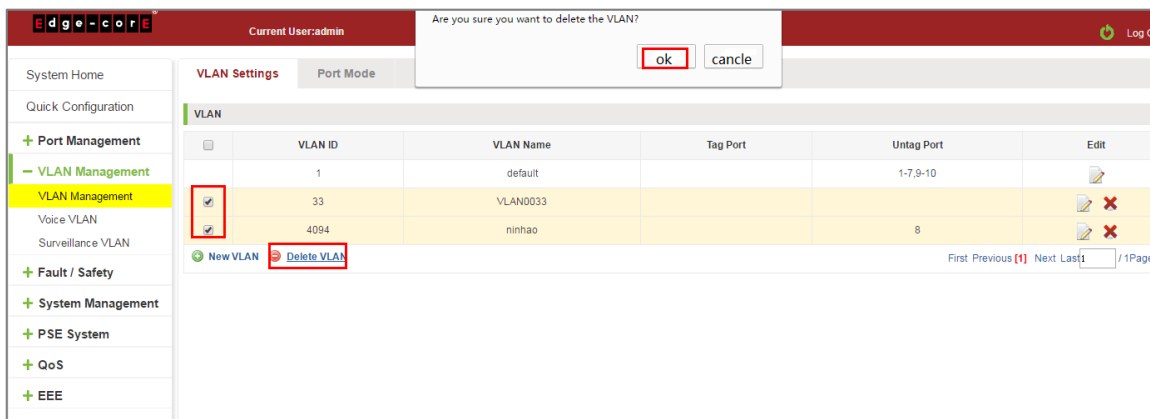 Edge-corE
Current User:admin
Are you sure you want to delete the VLAN?
ok cancle
Log
System Home
Quick Configuration
+ Port Management
− VLAN Management
VLAN Management
Voice VLAN
Surveillance VLAN
+ Fault / Safety
+ System Management
+ PSE System
+ QoS
+ EEE
VLAN Settings Port Mode
VLAN
VLAN ID VLAN Name Tag Port Untag Port Edit
1 default 1-7,9-10
33 VLAN0033
4094 ninhao 8
New VLAN Delete VLAN First Previous [1] Next Last 1 / 1Page